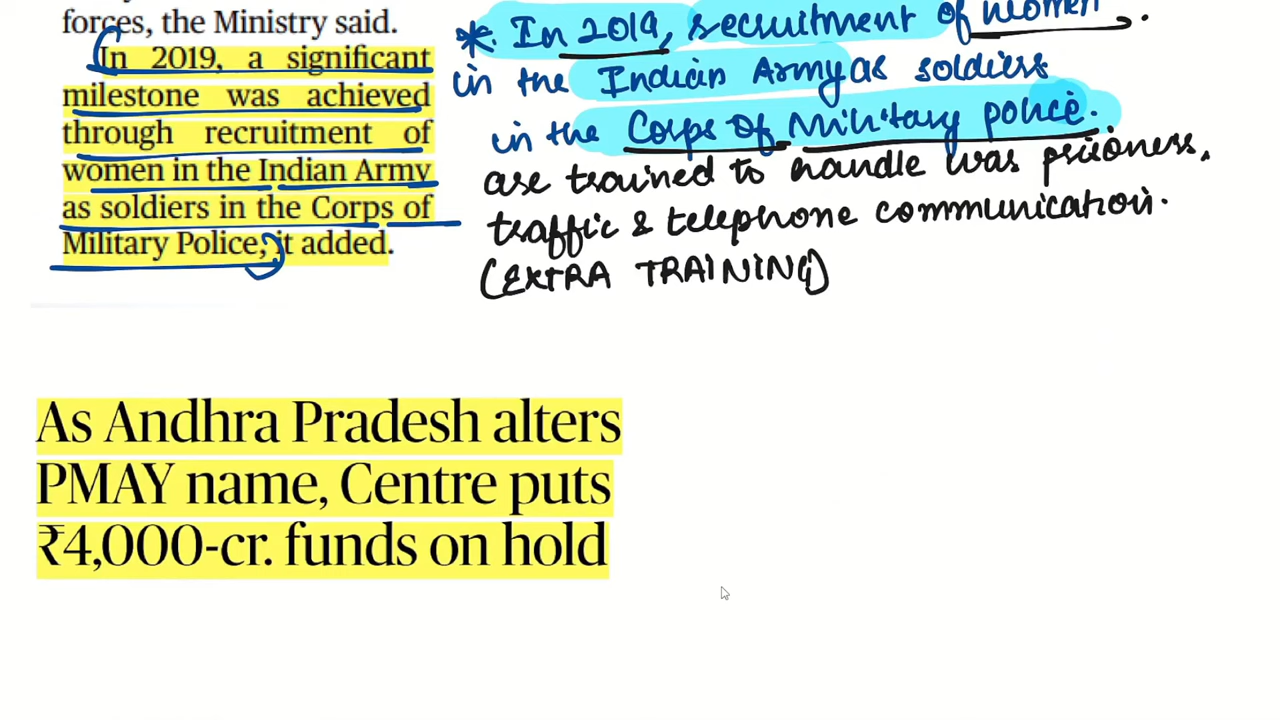 forces, the Ministry said.
In 2019, a significant
milestone was achieved
through recruitment of
women in the Indian Army
as soldiers in the Corps of
Military Police, it added.
*. In 2019, recruitment of women.
in the Indian Army as soldiers
in the Corps of Military police.
are trained to handle was prisoners,
traffic & telephone communication.
(EXTRA TRAINING)
As Andhra Pradesh alters
PMAY name, Centre puts
₹4,000-cr. funds on hold